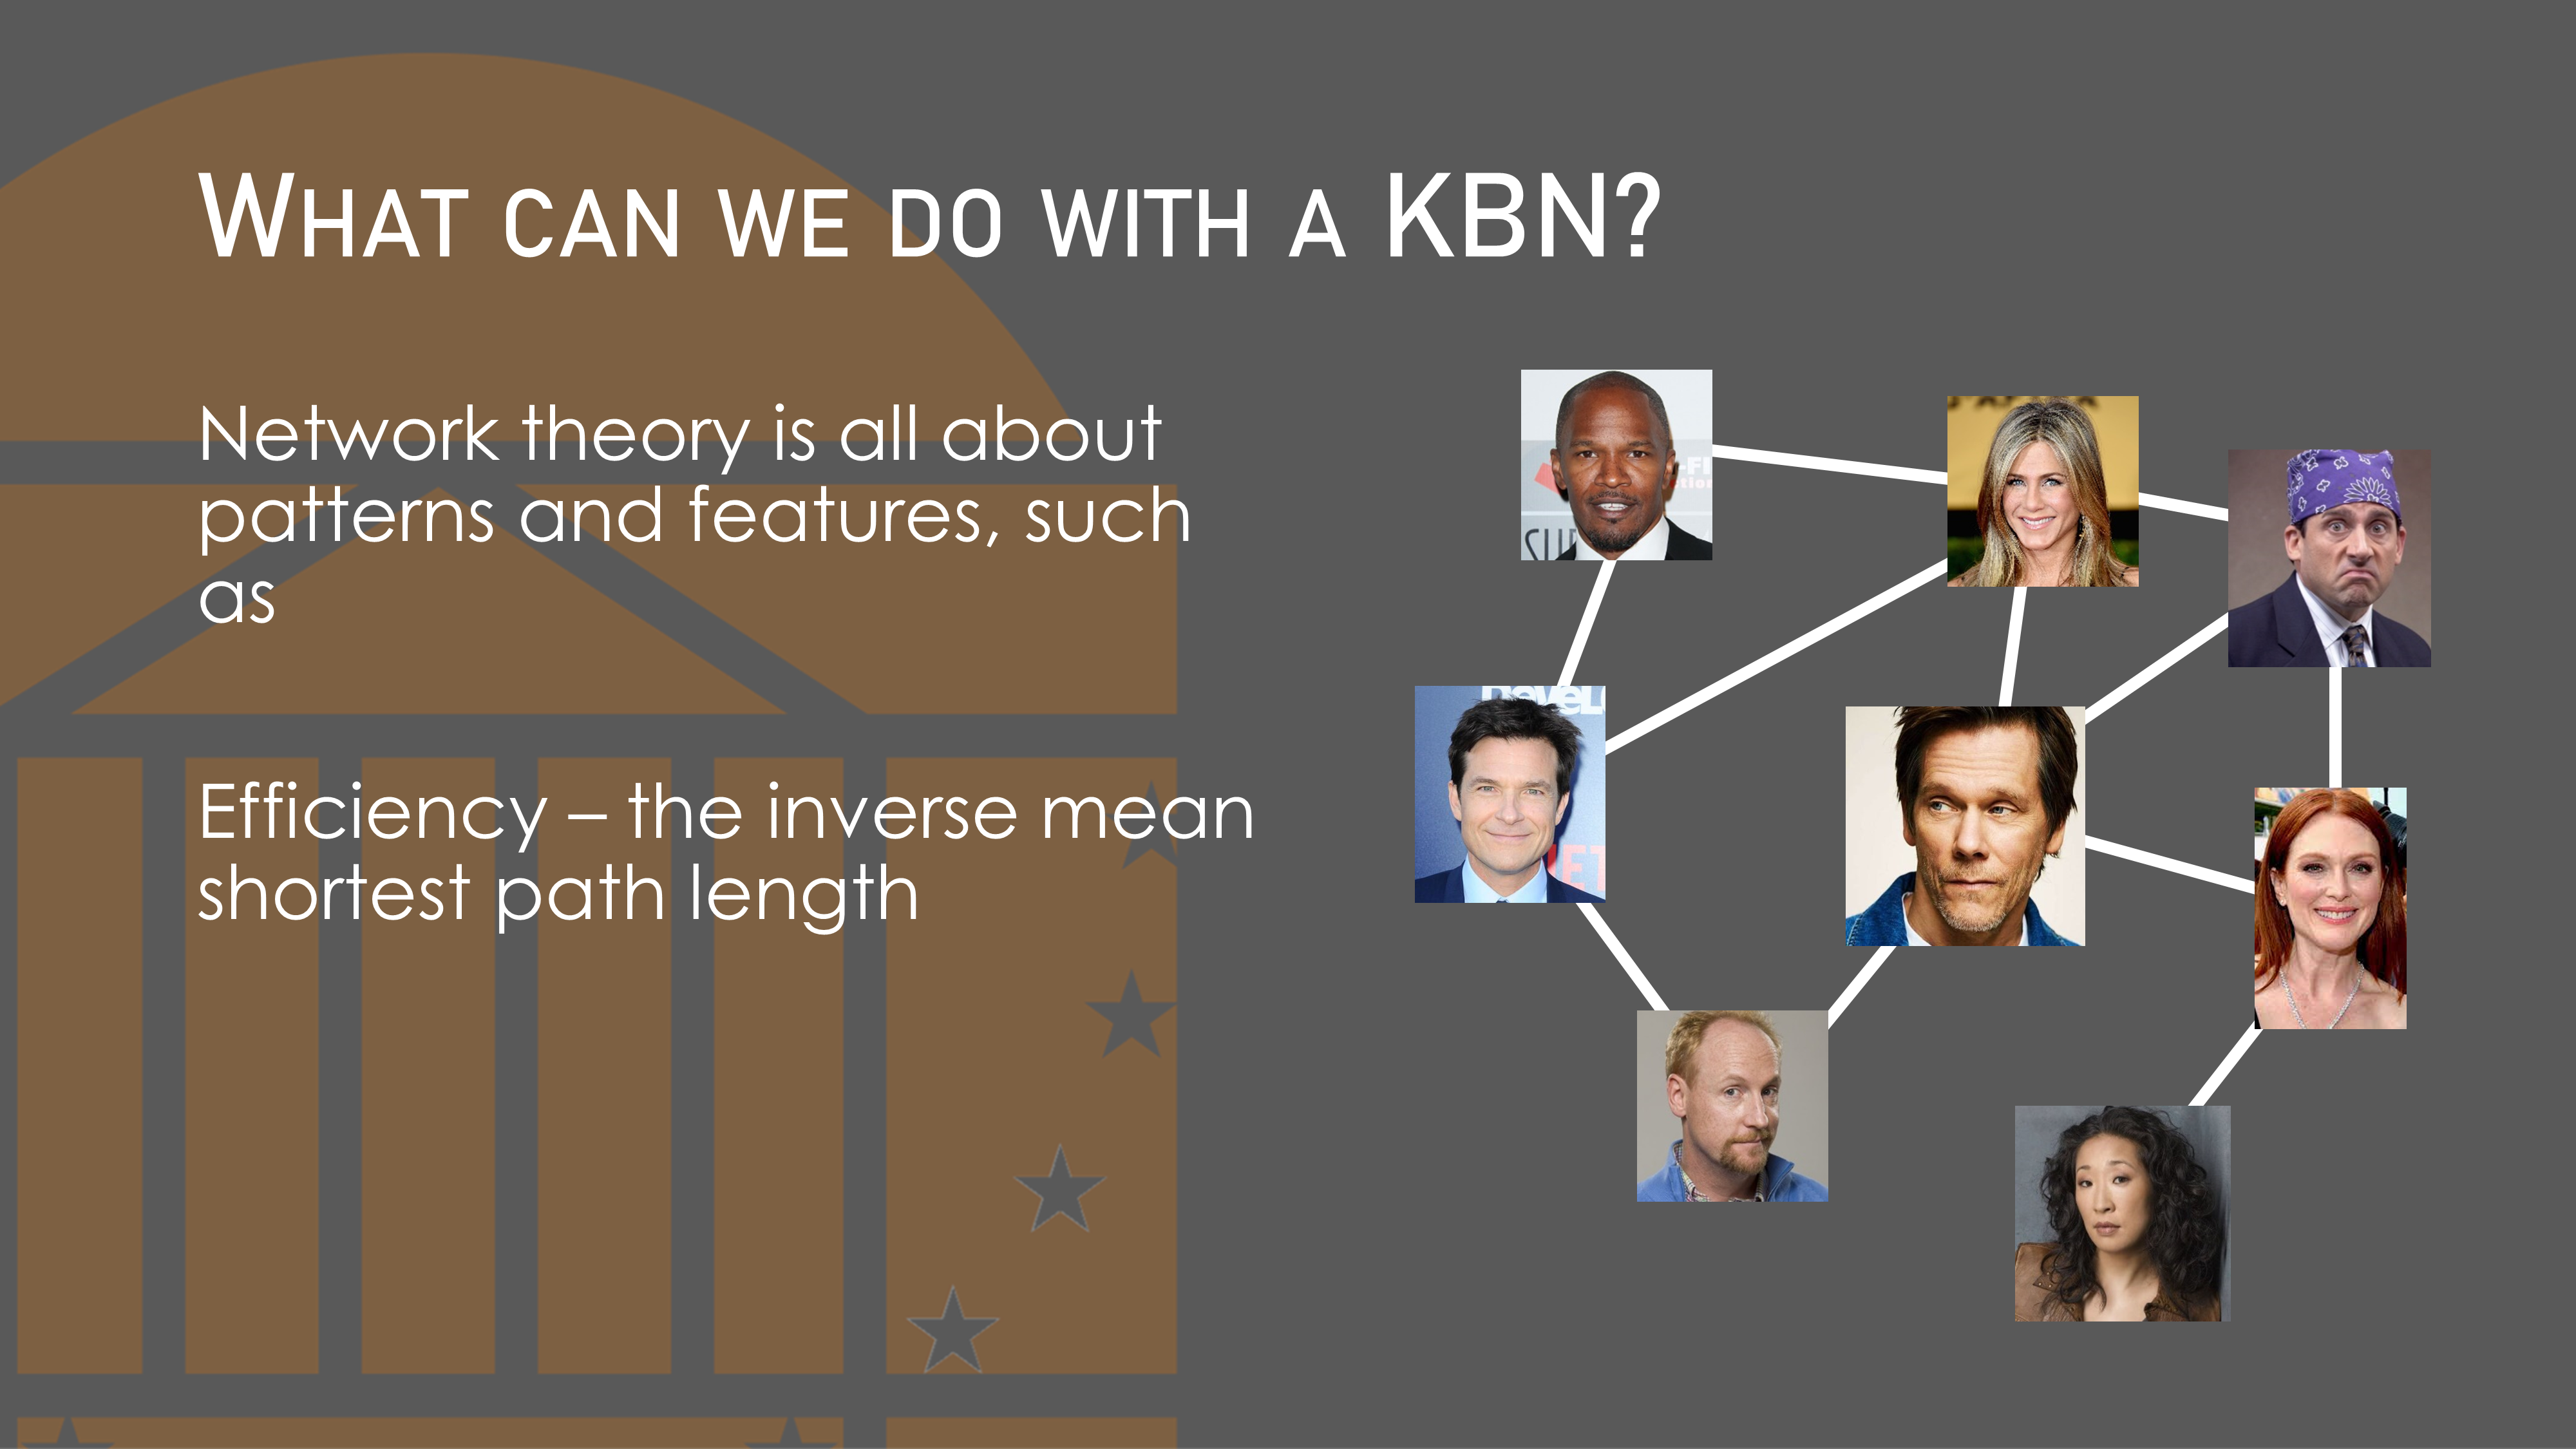 WHAT CAN WE DO WITH A KBN?
Network theory is all about
patterns and features, such
as
Efficiency – the inverse mean
shortest path length